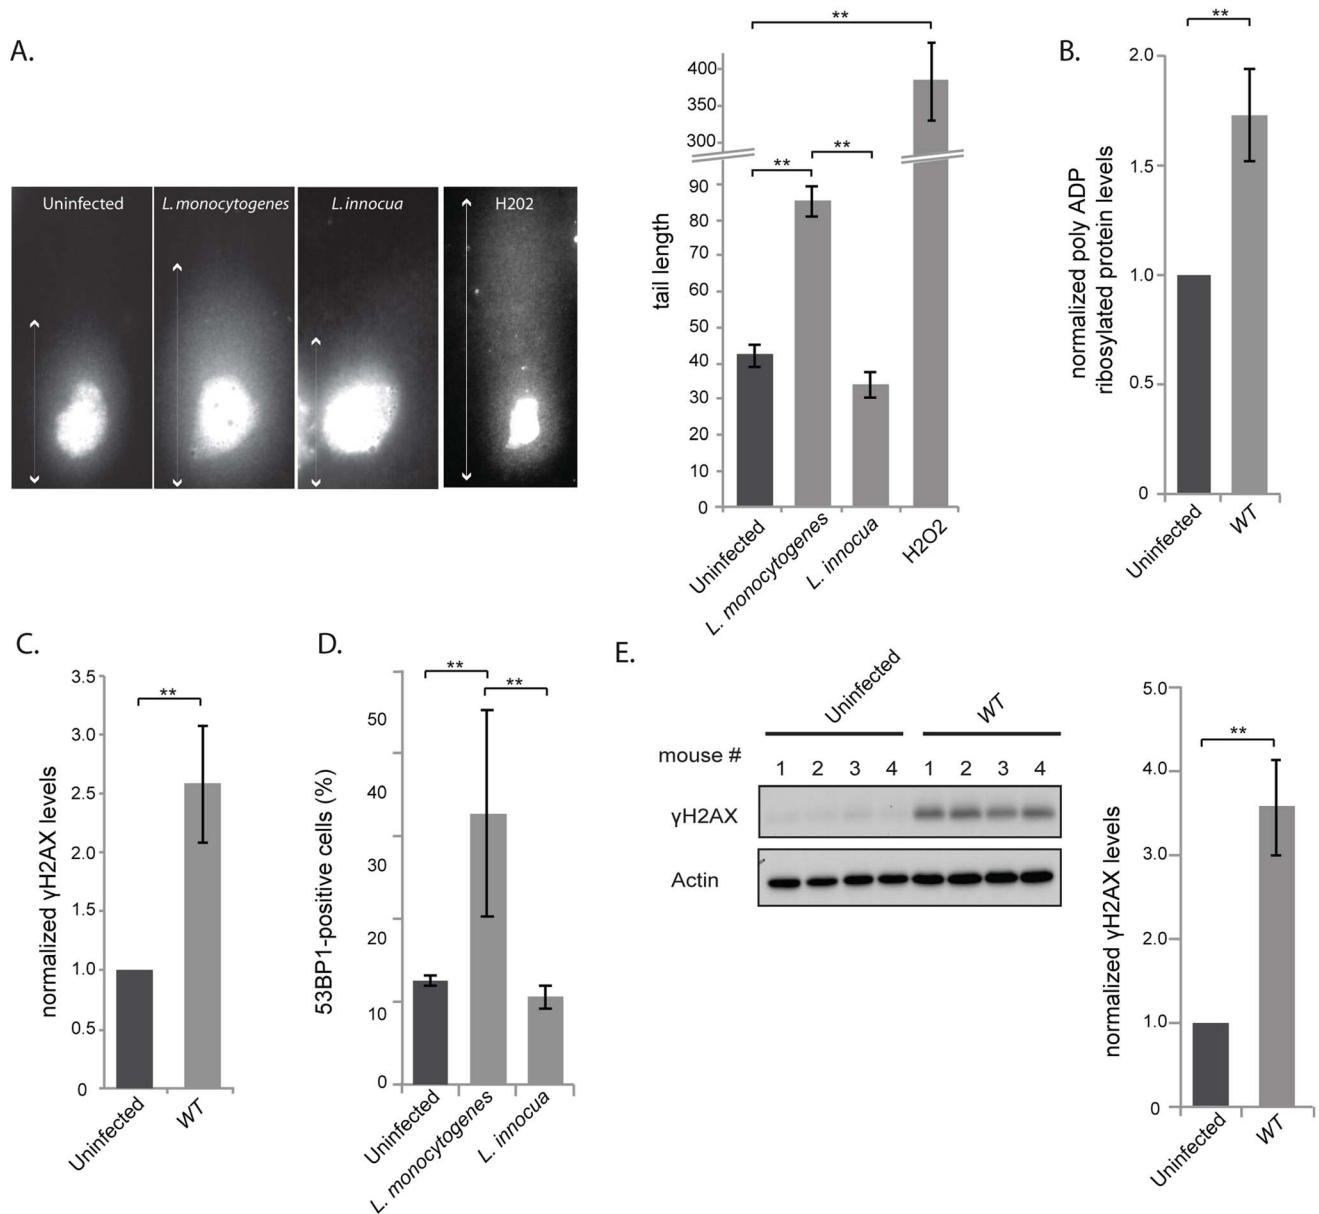 A.
Uninfected
L. monocytogenes
L. innocua
H202
**
**
**
tail length
400
350
300
90
80
70
60
50
40
30
20
10
0
Uninfected
L. monocytogenes
L. innocua
H2O2
B.
**
normalized poly ADP
ribosylated protein levels
2.0
1.5
1.0
0.5
0
Uninfected
WT
C.
**
normalized γH2AX levels
3.5
3.0
2.5
2.0
1.5
1.0
0.5
0
Uninfected
WT
D.
**
**
53BP1-positive cells (%)
50
40
30
20
10
0
Uninfected
L. monocytogenes
L. innocua
E.
Uninfected
WT
mouse #
1 2 3 4 1 2 3 4
γH2AX
Actin
**
normalized γH2AX levels
5.0
4.0
3.0
2.0
1.0
0
Uninfected
WT